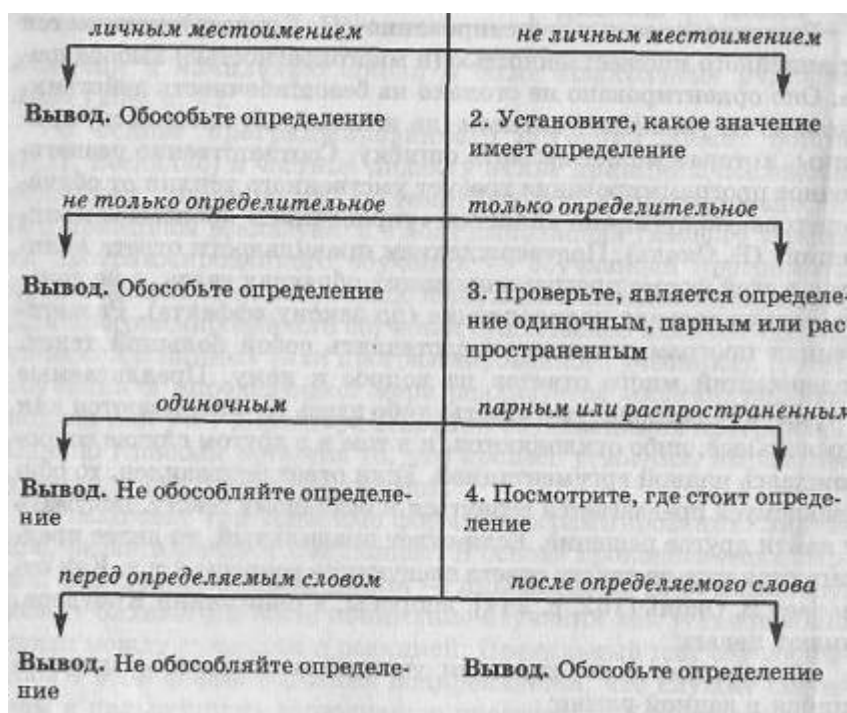 личным местоимением
не личным местоимением
Вывод. Обособьте определение
2. Установите, какое значение
имеет определение
не только определительное
только определительное
Вывод. Обособьте определение
3. Проверьте, является определе-
ние одиночным, парным или рас
пространенным
одиночным
парным или распространенным
Вывод. Не обособляйте определе-
ние
4. Посмотрите, где стоит опреде-
ление
перед определяемым словом
после определяемого слова
Вывод. Не обособляйте определе-
ние
Вывод. Обособьте определение